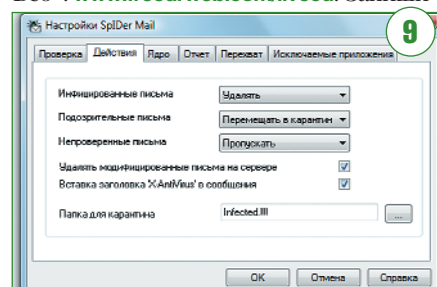 9
Настройки SpIDer Mail
Проверка Действия Ядро Отчет Перехват Исключаемые приложения
Инфицированные письма Удалять
Подозрительные письма Перемещать в карантин
Непроверенные письма Пропускать
Удалять модифицированные письма на сервере
Вставка заголовка 'X-AntiVirus' в сообщения
Папка для карантина Infected.!!! ...
OK Отмена Справка